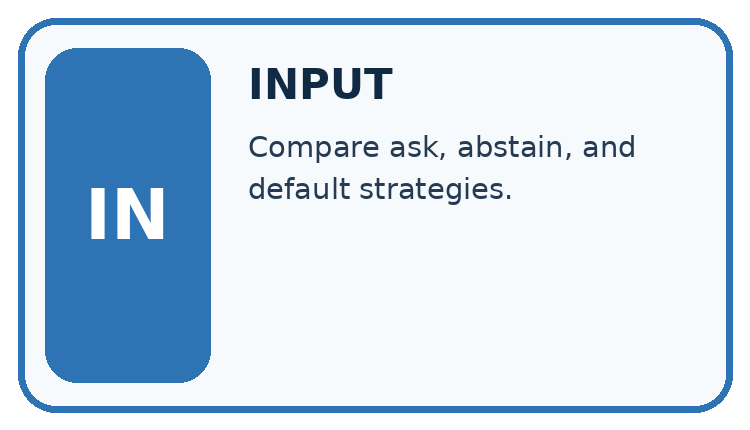 IN
INPUT
Compare ask, abstain, and
default strategies.